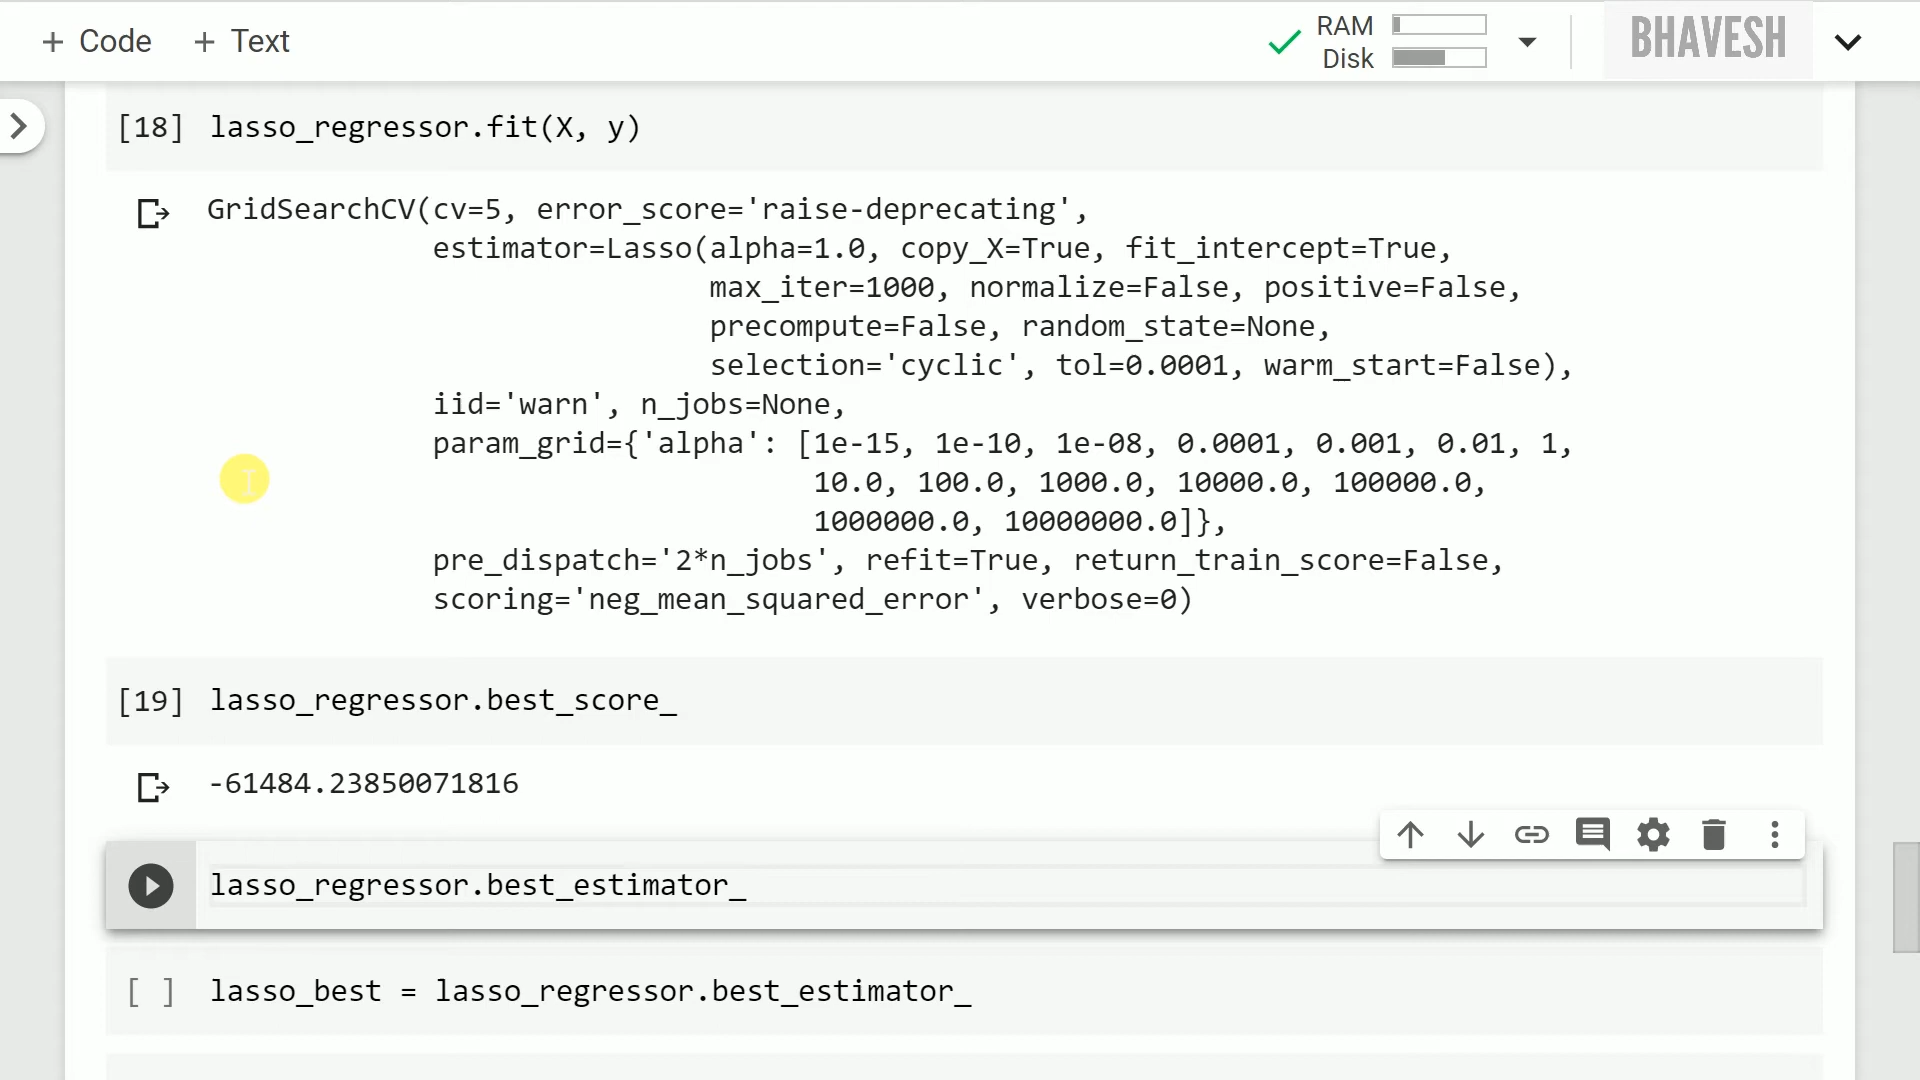 + Code + Text
RAM
Disk
BHAVESH
[18] lasso_regressor.fit(X, y)
GridSearchCV(cv=5, error_score='raise-deprecating',
estimator=Lasso(alpha=1.0, copy_X=True, fit_intercept=True,
max_iter=1000, normalize=False, positive=False,
precompute=False, random_state=None,
selection='cyclic', tol=0.0001, warm_start=False),
iid='warn', n_jobs=None,
param_grid={'alpha': [1e-15, 1e-10, 1e-08, 0.0001, 0.001, 0.01, 1,
10.0, 100.0, 1000.0, 10000.0, 100000.0,
1000000.0, 10000000.0]},
pre_dispatch='2*n_jobs', refit=True, return_train_score=False,
scoring='neg_mean_squared_error', verbose=0)
[19] lasso_regressor.best_score_
-61484.23850071816
lasso_regressor.best_estimator_
[ ] lasso_best = lasso_regressor.best_estimator_